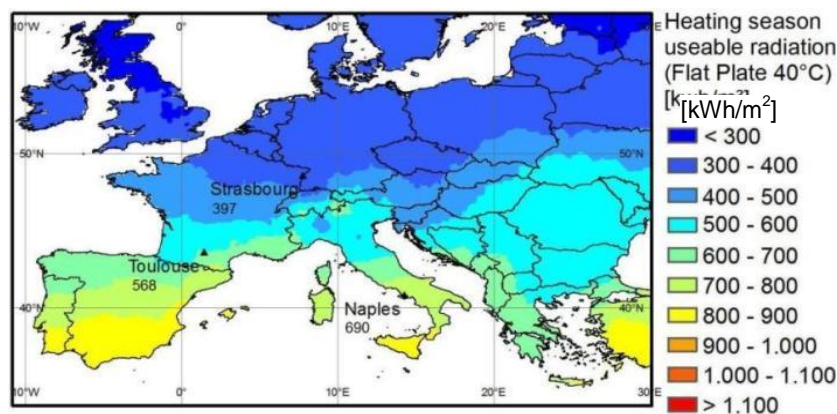 Heating season
useable radiation
(Flat Plate 40°C)
[kWh/m²]
< 300
300 - 400
400 - 500
500 - 600
600 - 700
700 - 800
800 - 900
900 - 1.000
1.000 - 1.100
> 1.100
10°W
0°
10°E
20°E
50°N
50°N
Strasbourg
397
Toulouse
568
Naples
690
40°N
40°N
10°W
0°
10°E
20°E
30°E